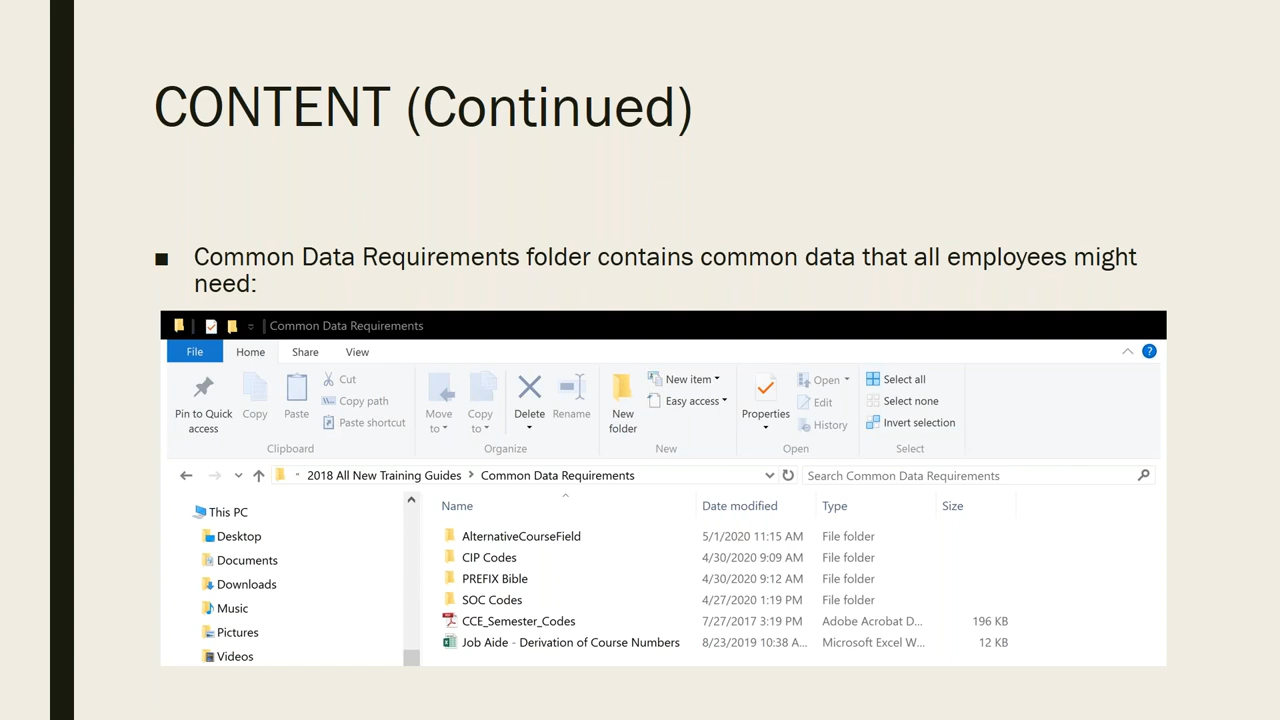 CONTENT (Continued)
■ Common Data Requirements folder contains common data that all employees might
need:
Common Data Requirements
File Home Share View
Pin to Quick access
Copy
Paste
Cut
Copy path
Paste shortcut
Clipboard
Move to
Copy to
Delete
Rename
Organize
New folder
New item
Easy access
New
Properties
Open
Edit
History
Open
Select all
Select none
Invert selection
Select
2018 All New Training Guides > Common Data Requirements
Search Common Data Requirements
This PC
Desktop
Documents
Downloads
Music
Pictures
Videos
Name Date modified Type Size
AlternativeCourseField 5/1/2020 11:15 AM File folder
CIP Codes 4/30/2020 9:09 AM File folder
PREFIX Bible 4/30/2020 9:12 AM File folder
SOC Codes 4/27/2020 1:19 PM File folder
CCE_Semester_Codes 7/27/2017 3:19 PM Adobe Acrobat D... 196 KB
Job Aide - Derivation of Course Numbers 8/23/2019 10:38 A... Microsoft Excel W... 12 KB